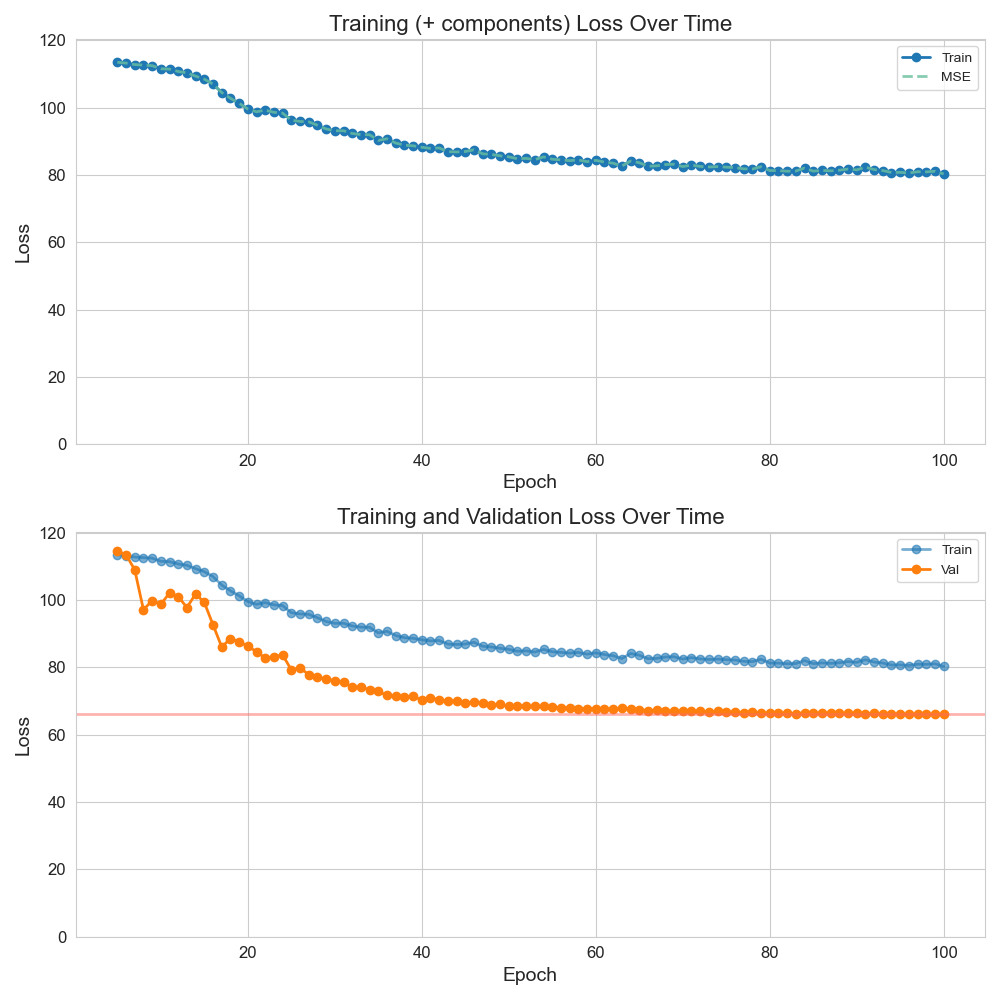 Training (+ components) Loss Over Time
120
100
80
60
40
20
0
Loss
Train
MSE
20 40 60 80 100
Epoch
Training and Validation Loss Over Time
120
100
80
60
40
20
0
Loss
Train
Val
20 40 60 80 100
Epoch